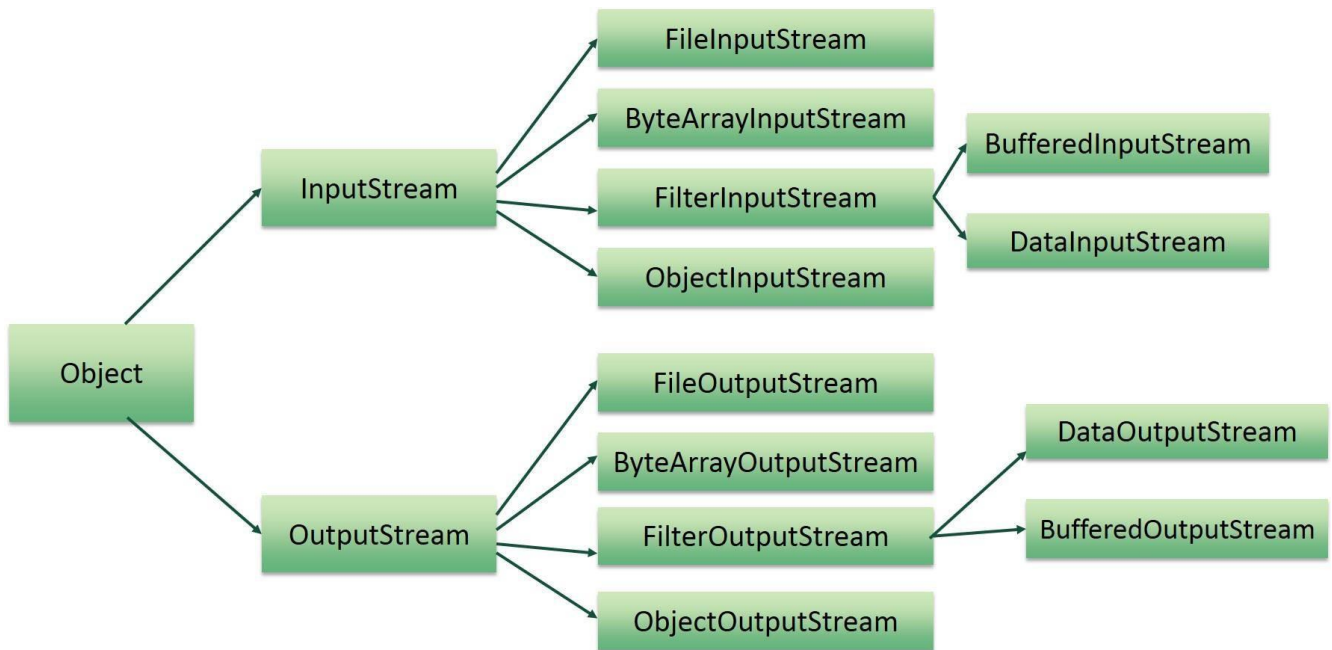 FileInputStream
ByteArrayInputStream
BufferedInputStream
InputStream
FilterInputStream
DataInputStream
ObjectInputStream
Object
FileOutputStream
DataOutputStream
ByteArrayOutputStream
OutputStream
FilterOutputStream
BufferedOutputStream
ObjectOutputStream